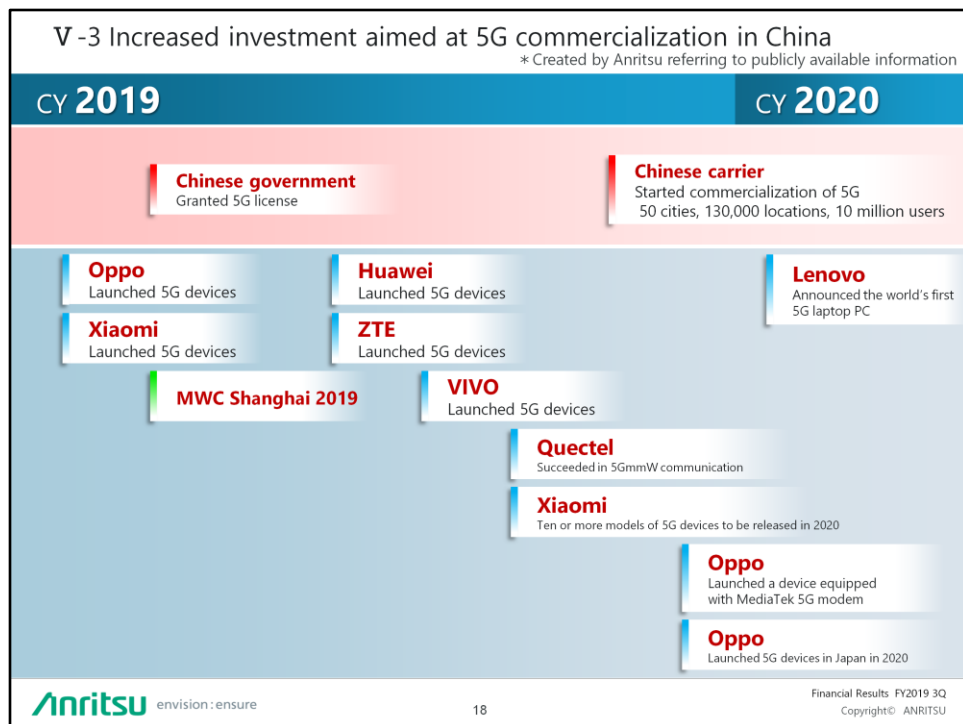 Ⅴ-3 Increased investment aimed at 5G commercialization in China
＊Created by Anritsu referring to publicly available information
CY 2019
CY 2020
Chinese government
Granted 5G license
Chinese carrier
Started commercialization of 5G
50 cities, 130,000 locations, 10 million users
Oppo
Launched 5G devices
Huawei
Launched 5G devices
Lenovo
Announced the world's first
5G laptop PC
Xiaomi
Launched 5G devices
ZTE
Launched 5G devices
MWC Shanghai 2019
VIVO
Launched 5G devices
Quectel
Succeeded in 5GmmW communication
Xiaomi
Ten or more models of 5G devices to be released in 2020
Oppo
Launched a device equipped
with MediaTek 5G modem
Oppo
Launched 5G devices in Japan in 2020
Anritsu envision : ensure
18
Financial Results FY2019 3Q
Copyright© ANRITSU